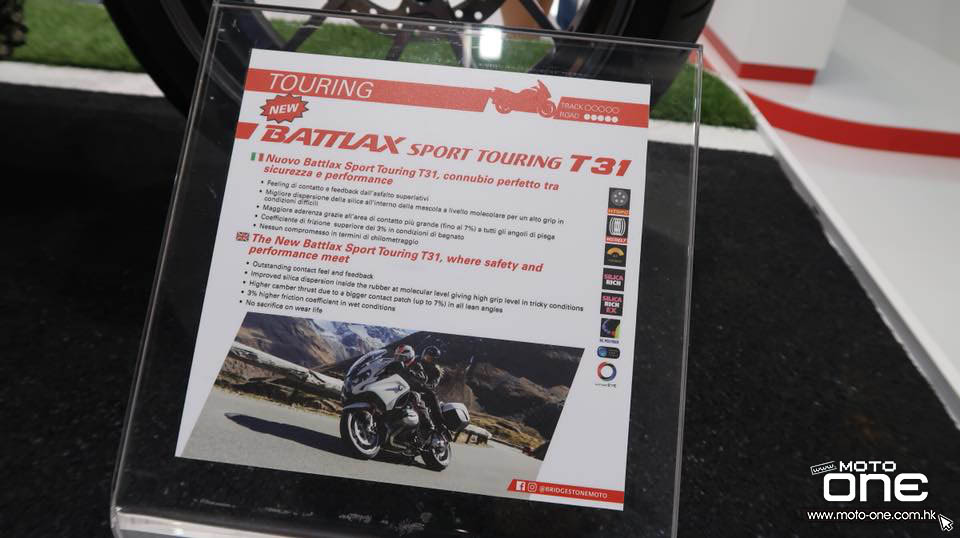 TOURING
TRACK
ROAD
NEW
BATTLAX SPORT TOURING T31
Nuovo Battlax Sport Touring T31, connubio perfetto tra
sicurezza e performance
• Feeling di contatto e feedback dall'asfalto superlativi
• Migliore dispersione della silice all'interno della mescola a livello molecolare per un alto grip in
condizioni difficili
• Maggiore aderenza grazie all'area di contatto più grande (fino al 7%) a tutti gli angoli di piega
• Coefficiente di frizione superiore del 3% in condizioni di bagnato
• Nessun compromesso in termini di chilometraggio
The New Battlax Sport Touring T31, where safety and
performance meet
• Outstanding contact feel and feedback
• Improved silica dispersion inside the rubber at molecular level giving high grip level in tricky conditions
• Higher camber thrust due to a bigger contact patch (up to 7%) in all lean angles
• 3% higher friction coefficient in wet conditions
• No sacrifice on wear life
SILICA
RICH
SILICA
RICH
EX
@BRIDGESTONEMOTO
www.
MOTO
ONE
www.moto-one.com.hk